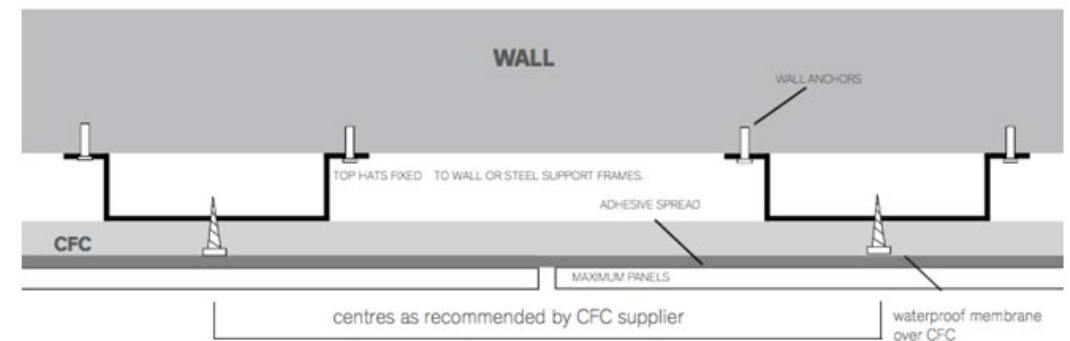 WALL
WALL ANCHORS
TOP HATS FIXED TO WALL OR STEEL SUPPORT FRAMES.
ADHESIVE SPREAD
CFC
MAXIMUM PANELS
centres as recommended by CFC supplier
waterproof membrane
over CFC